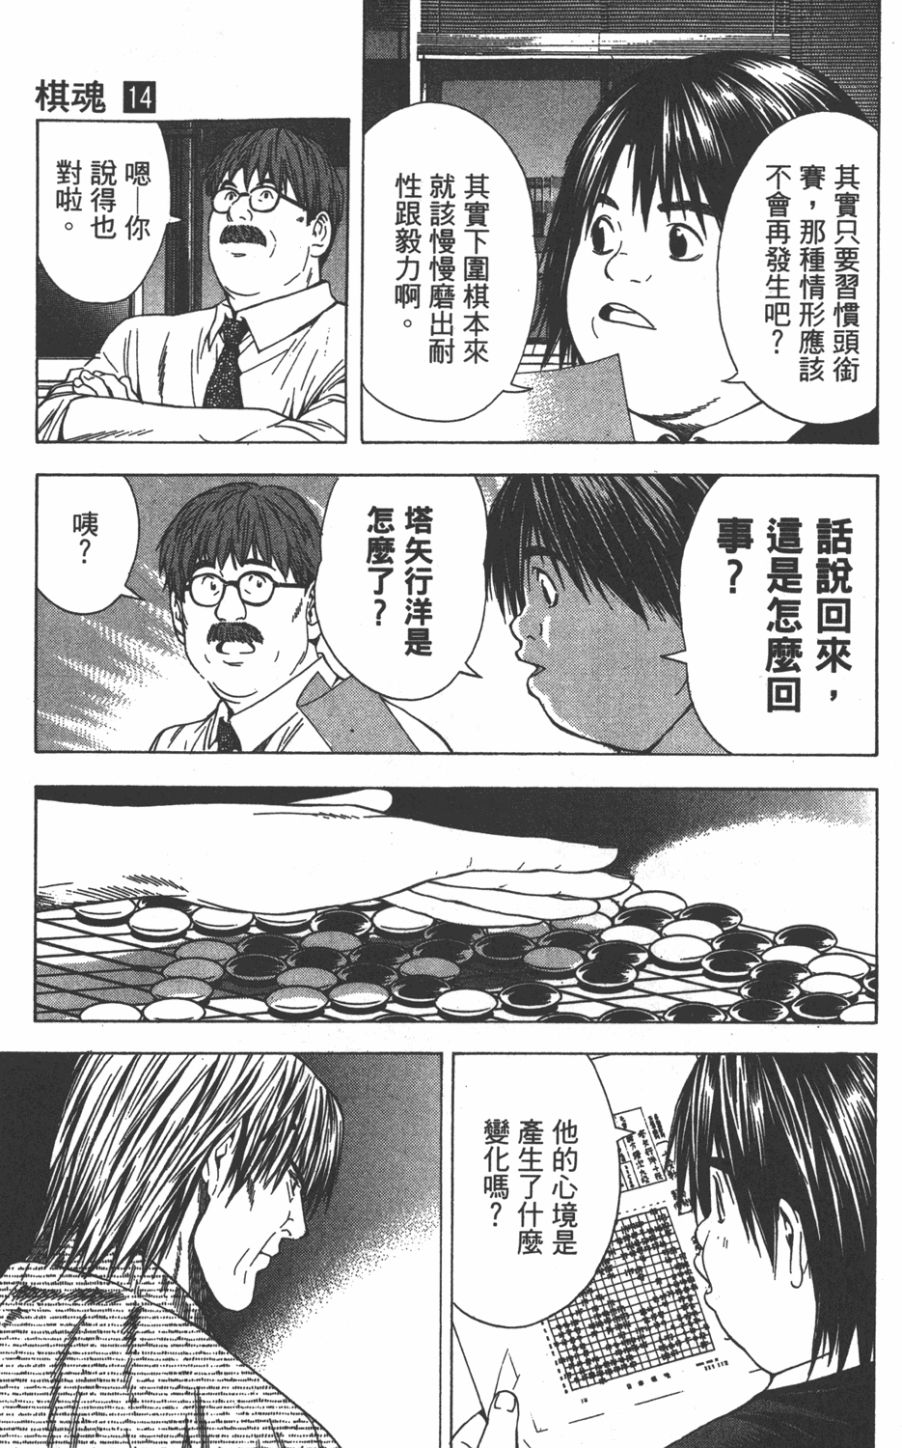 棋魂 14
其實只要習慣頭銜
賽，那種情形應該
不會再發生吧？
其實下圍棋本來
就該慢慢磨出耐
性跟毅力啊。
嗯─你
說得也
對啦。
話說回來，
這是怎麼回
事？
塔矢行洋是
怎麼了？
咦？
他的心境是
產生了什麼
變化嗎？